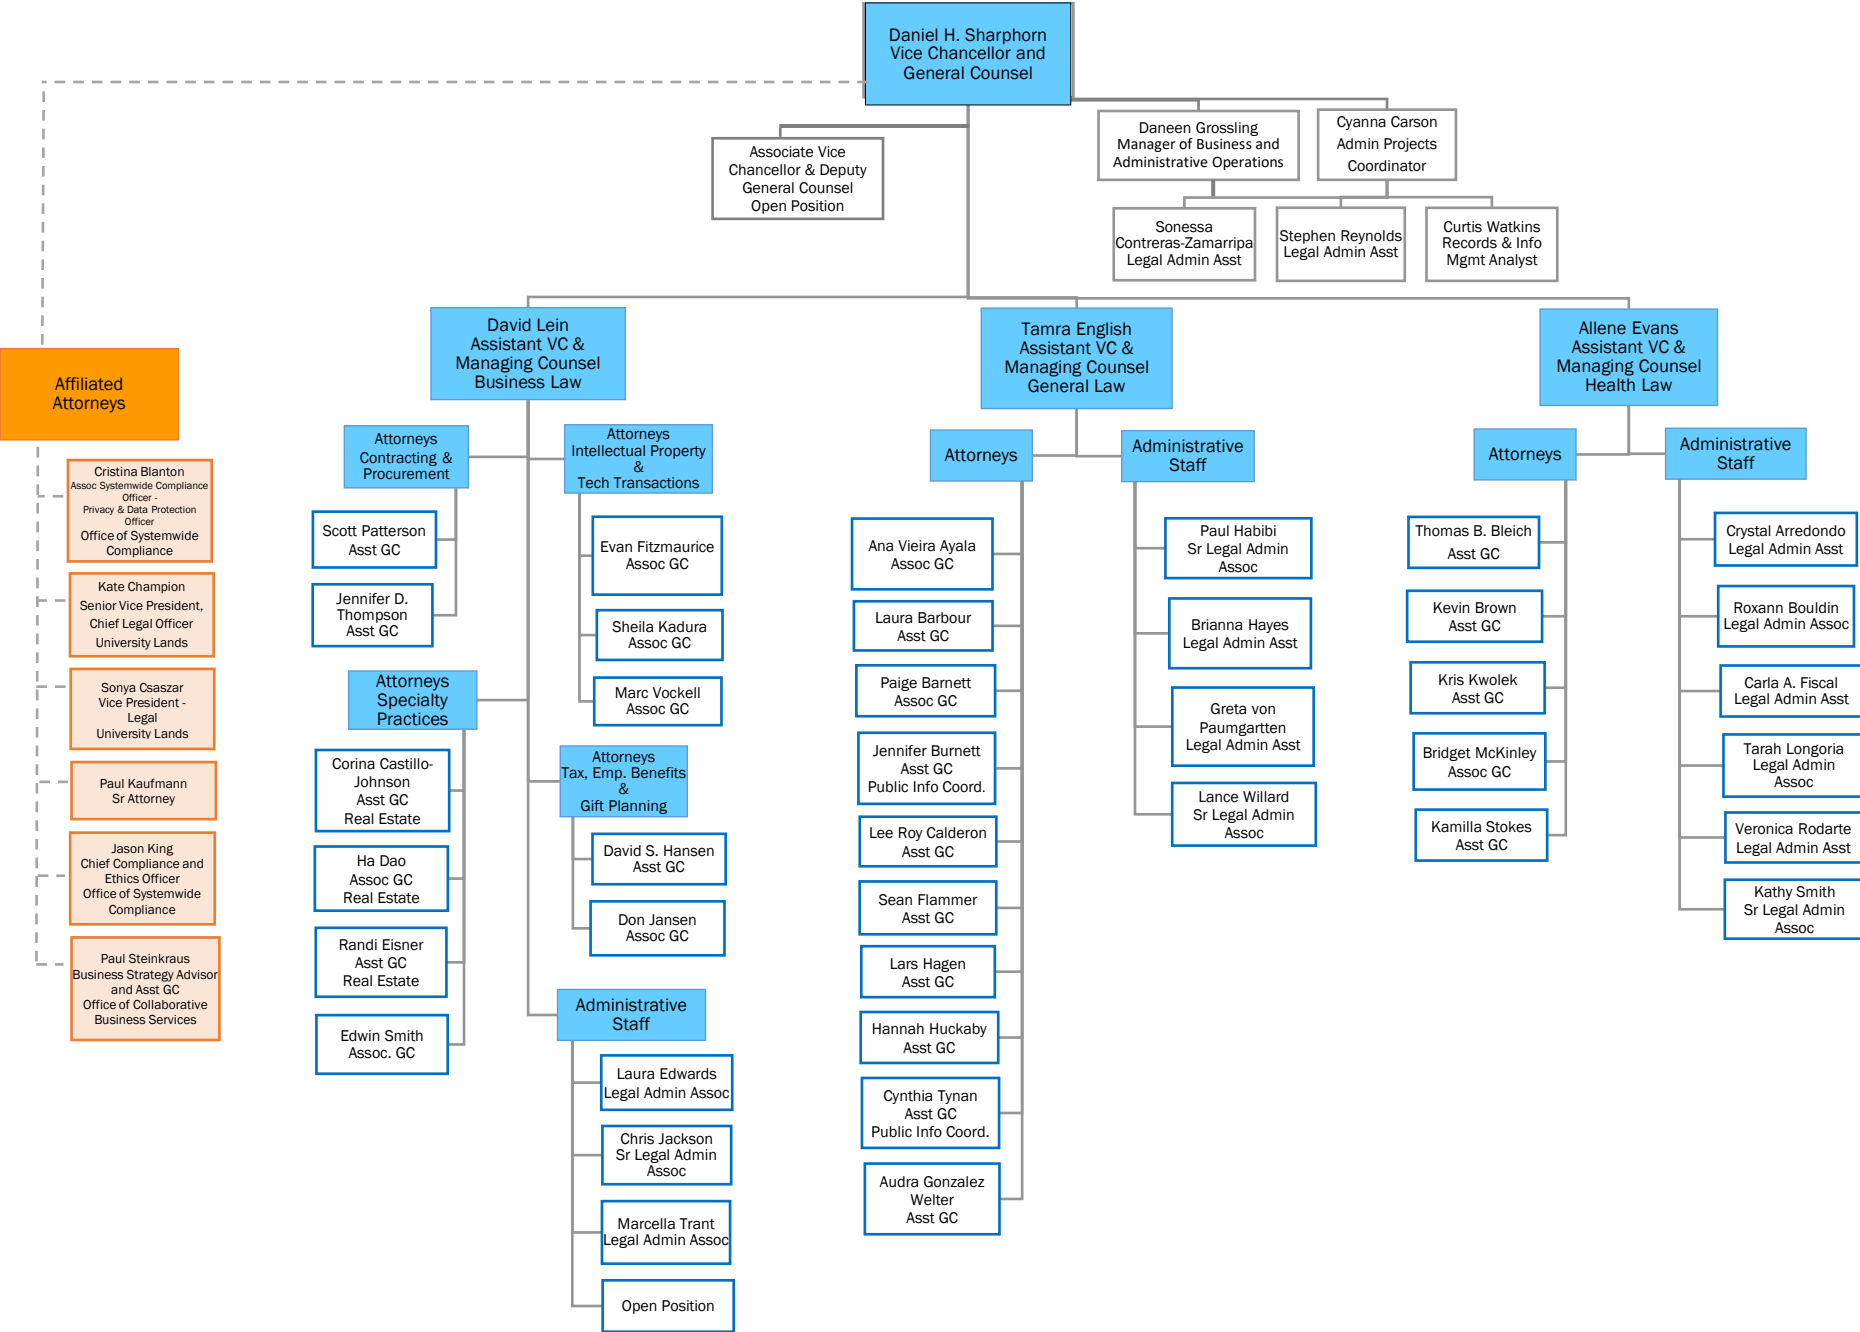 Daniel H. Sharphorn
Vice Chancellor and
General Counsel
Associate Vice
Chancellor & Deputy
General Counsel
Open Position
Daneen Grossling
Manager of Business and
Administrative Operations
Cyanna Carson
Admin Projects
Coordinator
Sonessa
Contreras-Zamarripa
Legal Admin Asst
Stephen Reynolds
Legal Admin Asst
Curtis Watkins
Records & Info
Mgmt Analyst
Affiliated
Attorneys
Cristina Blanton
Assoc Systemwide Compliance
Officer -
Privacy & Data Protection
Officer
Office of Systemwide
Compliance
Kate Champion
Senior Vice President,
Chief Legal Officer
University Lands
Sonya Csaszar
Vice President -
Legal
University Lands
Paul Kaufmann
Sr Attorney
Jason King
Chief Compliance and
Ethics Officer
Office of Systemwide
Compliance
Paul Steinkraus
Business Strategy Advisor
and Asst GC
Office of Collaborative
Business Services
David Lein
Assistant VC &
Managing Counsel
Business Law
Attorneys
Contracting &
Procurement
Scott Patterson
Asst GC
Jennifer D.
Thompson
Asst GC
Attorneys
Specialty
Practices
Corina Castillo-
Johnson
Asst GC
Real Estate
Ha Dao
Assoc GC
Real Estate
Randi Eisner
Asst GC
Real Estate
Edwin Smith
Assoc. GC
Attorneys
Intellectual Property
&
Tech Transactions
Evan Fitzmaurice
Assoc GC
Sheila Kadura
Assoc GC
Marc Vockell
Assoc GC
Attorneys
Tax, Emp. Benefits
&
Gift Planning
David S. Hansen
Asst GC
Don Jansen
Assoc GC
Administrative
Staff
Laura Edwards
Legal Admin Assoc
Chris Jackson
Sr Legal Admin
Assoc
Marcella Trant
Legal Admin Assoc
Open Position
Tamra English
Assistant VC &
Managing Counsel
General Law
Attorneys
Ana Vieira Ayala
Assoc GC
Laura Barbour
Asst GC
Paige Barnett
Assoc GC
Jennifer Burnett
Asst GC
Public Info Coord.
Lee Roy Calderon
Asst GC
Sean Flammer
Asst GC
Lars Hagen
Asst GC
Hannah Huckaby
Asst GC
Cynthia Tynan
Asst GC
Public Info Coord.
Audra Gonzalez
Welter
Asst GC
Administrative
Staff
Paul Habibi
Sr Legal Admin
Assoc
Brianna Hayes
Legal Admin Asst
Greta von
Paumgartten
Legal Admin Asst
Lance Willard
Sr Legal Admin
Assoc
Allene Evans
Assistant VC &
Managing Counsel
Health Law
Attorneys
Thomas B. Bleich
Asst GC
Kevin Brown
Asst GC
Kris Kwolek
Asst GC
Bridget McKinley
Assoc GC
Kamilla Stokes
Asst GC
Administrative
Staff
Crystal Arredondo
Legal Admin Asst
Roxann Bouldin
Legal Admin Assoc
Carla A. Fiscal
Legal Admin Asst
Tarah Longoria
Legal Admin
Assoc
Veronica Rodarte
Legal Admin Asst
Kathy Smith
Sr Legal Admin
Assoc